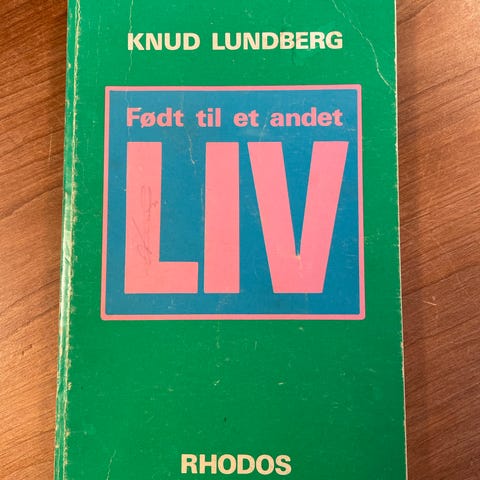 KNUD LUNDBERG
Født til et andet
LIV
RHODOS